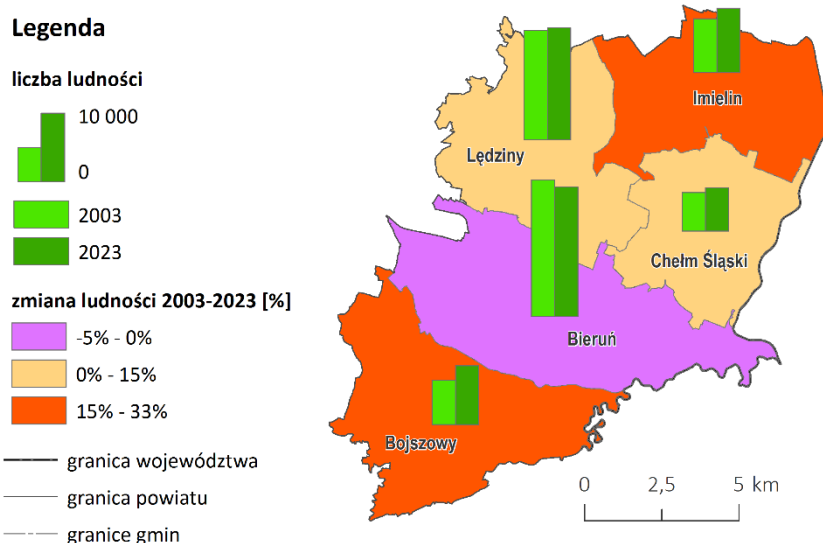 Legenda
liczba ludności
10 000
0
2003
2023
zmiana ludności 2003-2023 [%]
-5% - 0%
0% - 15%
15% - 33%
granica województwa
granica powiatu
granice gmin
Imielin
Lędziny
Chełm Śląski
Bieruń
Bojszowy
0 2,5 5 km